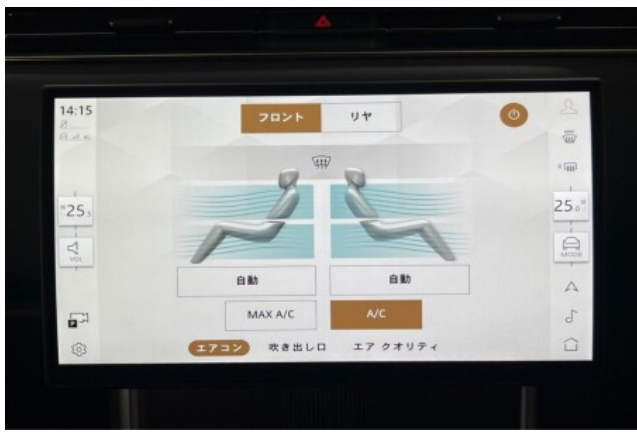 14:15
フロント
リヤ
25
25
VOL
MODE
自動
自動
MAX A/C
A/C
P
エアコン
吹き出し口
エア クオリティ